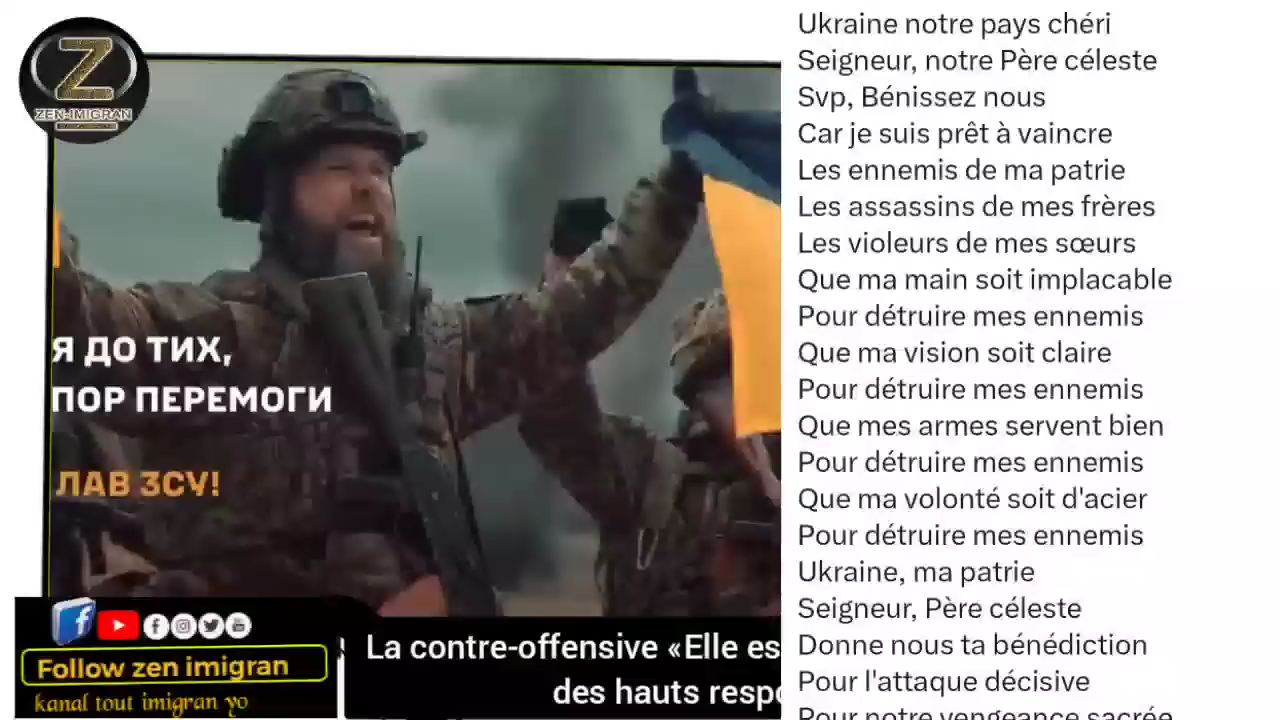 Z
ZEN-IMIGRAN
Я ДО ТИХ,
ПОР ПЕРЕМОГИ
ЛАВ ЗСУ!
Follow zen imigran
kanal tout imigran yo
La contre-offensive «Elle es
des hauts respo
Ukraine notre pays chéri
Seigneur, notre Père céleste
Svp, Bénissez nous
Car je suis prêt à vaincre
Les ennemis de ma patrie
Les assassins de mes frères
Les violeurs de mes sœurs
Que ma main soit implacable
Pour détruire mes ennemis
Que ma vision soit claire
Pour détruire mes ennemis
Que mes armes servent bien
Pour détruire mes ennemis
Que ma volonté soit d'acier
Pour détruire mes ennemis
Ukraine, ma patrie
Seigneur, Père céleste
Donne nous ta bénédiction
Pour l'attaque décisive
Pour notre vengeance sacrée